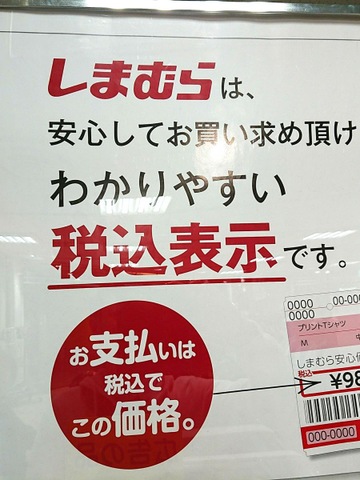 しまむらは、
安心してお買い求め頂け
わかりやすい
税込表示です。
お支払いは
税込で
この価格。
0000 00-000
0000
プリントTシャツ
M
しまむら安心価
税込
000-0000